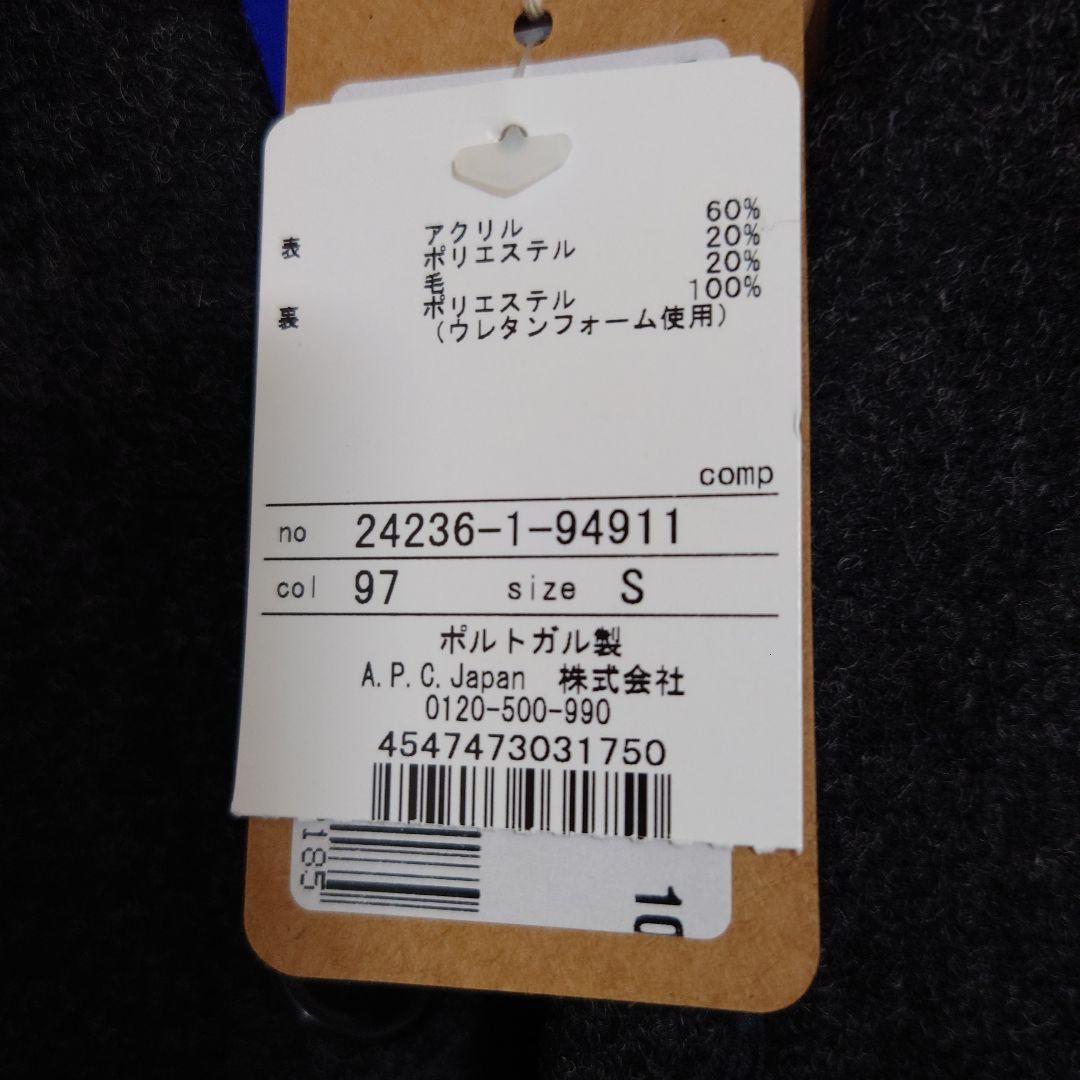 表 アクリル 60%
ポリエステル 20%
毛 20%
裏 ポリエステル 100%
(ウレタンフォーム使用)
comp
no 24236-1-94911
col 97 size S
ポルトガル製
A.P.C.Japan 株式会社
0120-500-990
4547473031750
185
10